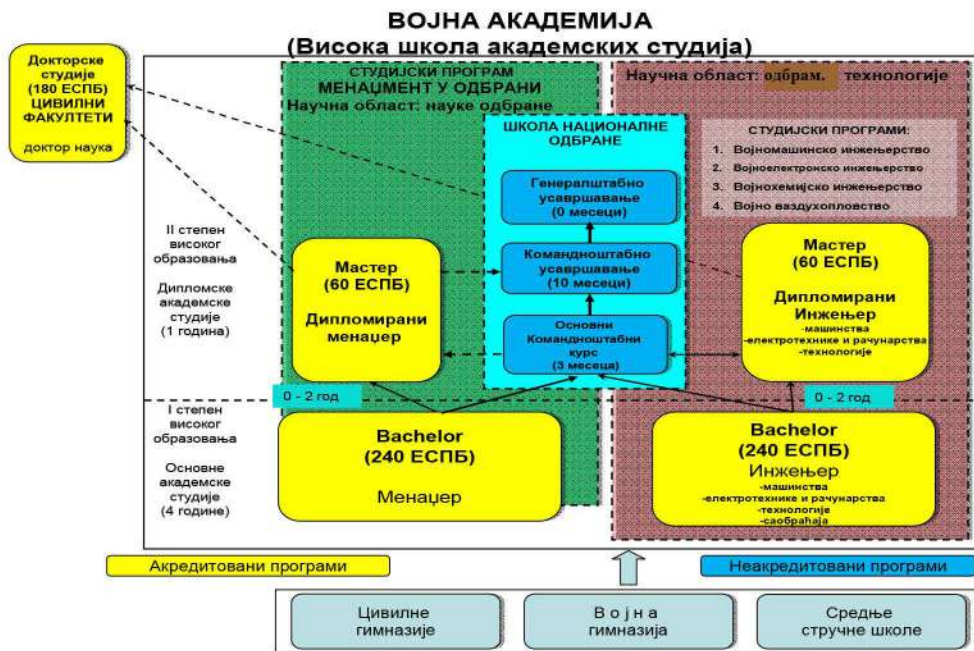 ВОЈНА АКАДЕМИЈА
(Висока школа академских студија)
Докторске
студије
(180 ЕСПБ)
ЦИВИЛНИ
ФАКУЛТЕТИ
доктор наука
СТУДИЈСКИ ПРОГРАМ
МЕНАЏМЕНТ У ОДБРАНИ
Научна област: науке одбране
Научна област: одбрам. технологије
СТУДИЈСКИ ПРОГРАМИ:
1. Војномашинско инжењерство
2. Војноелектронско инжењерство
3. Војнохемијско инжењерство
4. Војно ваздухопловство
ШКОЛА НАЦИОНАЛНЕ
ОДБРАНЕ
Генералштабно
усавршавање
(0 месеци)
Командноштабно
усавршавање
(10 месеци)
Основни
Командноштабни
курс
(3 месеца)
II степен
високог
образовања
Дипломске
академске
студије
(1 година)
Мастер
(60 ЕСПБ)
Дипломирани
менаџер
Мастер
(60 ЕСПБ)
Дипломирани
Инжењер
-машинства
-електротехнике и рачунарства
-технологије
0 - 2 год
0 - 2 год
I степен
високог
образовања
Основне
академске
студије
(4 године)
Bachelor
(240 ЕСПБ)
Менаџер
Bachelor
(240 ЕСПБ)
Инжењер
-машинства
-електротехнике и рачунарства
-технологије
-саобраћаја
Акредитовани програми
Неакредитовани програми
Цивилне
гимназије
Војна
гимназија
Средње
стручне школе